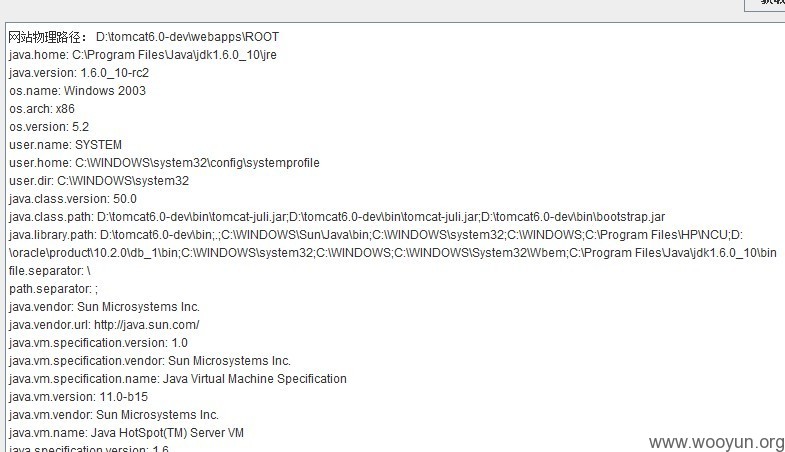 网站物理路径： D:\tomcat6.0-dev\webapps\ROOT
java.home: C:\Program Files\Java\jdk1.6.0_10\jre
java.version: 1.6.0_10-rc2
os.name: Windows 2003
os.arch: x86
os.version: 5.2
user.name: SYSTEM
user.home: C:\WINDOWS\system32\config\systemprofile
user.dir: C:\WINDOWS\system32
java.class.version: 50.0
java.class.path: D:\tomcat6.0-dev\bin\tomcat-juli.jar;D:\tomcat6.0-dev\bin\tomcat-juli.jar;D:\tomcat6.0-dev\bin\bootstrap.jar
java.library.path: D:\tomcat6.0-dev\bin;.;C:\WINDOWS\Sun\Java\bin;C:\WINDOWS\system32;C:\WINDOWS;C:\Program Files\HP\NCU;D:
\oracle\product\10.2.0\db_1\bin;C:\WINDOWS\system32;C:\WINDOWS;C:\WINDOWS\System32\Wbem;C:\Program Files\Java\jdk1.6.0_10\bin
file.separator: \
path.separator: ;
java.vendor: Sun Microsystems Inc.
java.vendor.url: http://java.sun.com/
java.vm.specification.version: 1.0
java.vm.specification.vendor: Sun Microsystems Inc.
java.vm.specification.name: Java Virtual Machine Specification
java.vm.version: 11.0-b15
java.vm.vendor: Sun Microsystems Inc.
java.vm.name: Java HotSpot(TM) Server VM
java.specification.version: 1.6
www.wooyun.org